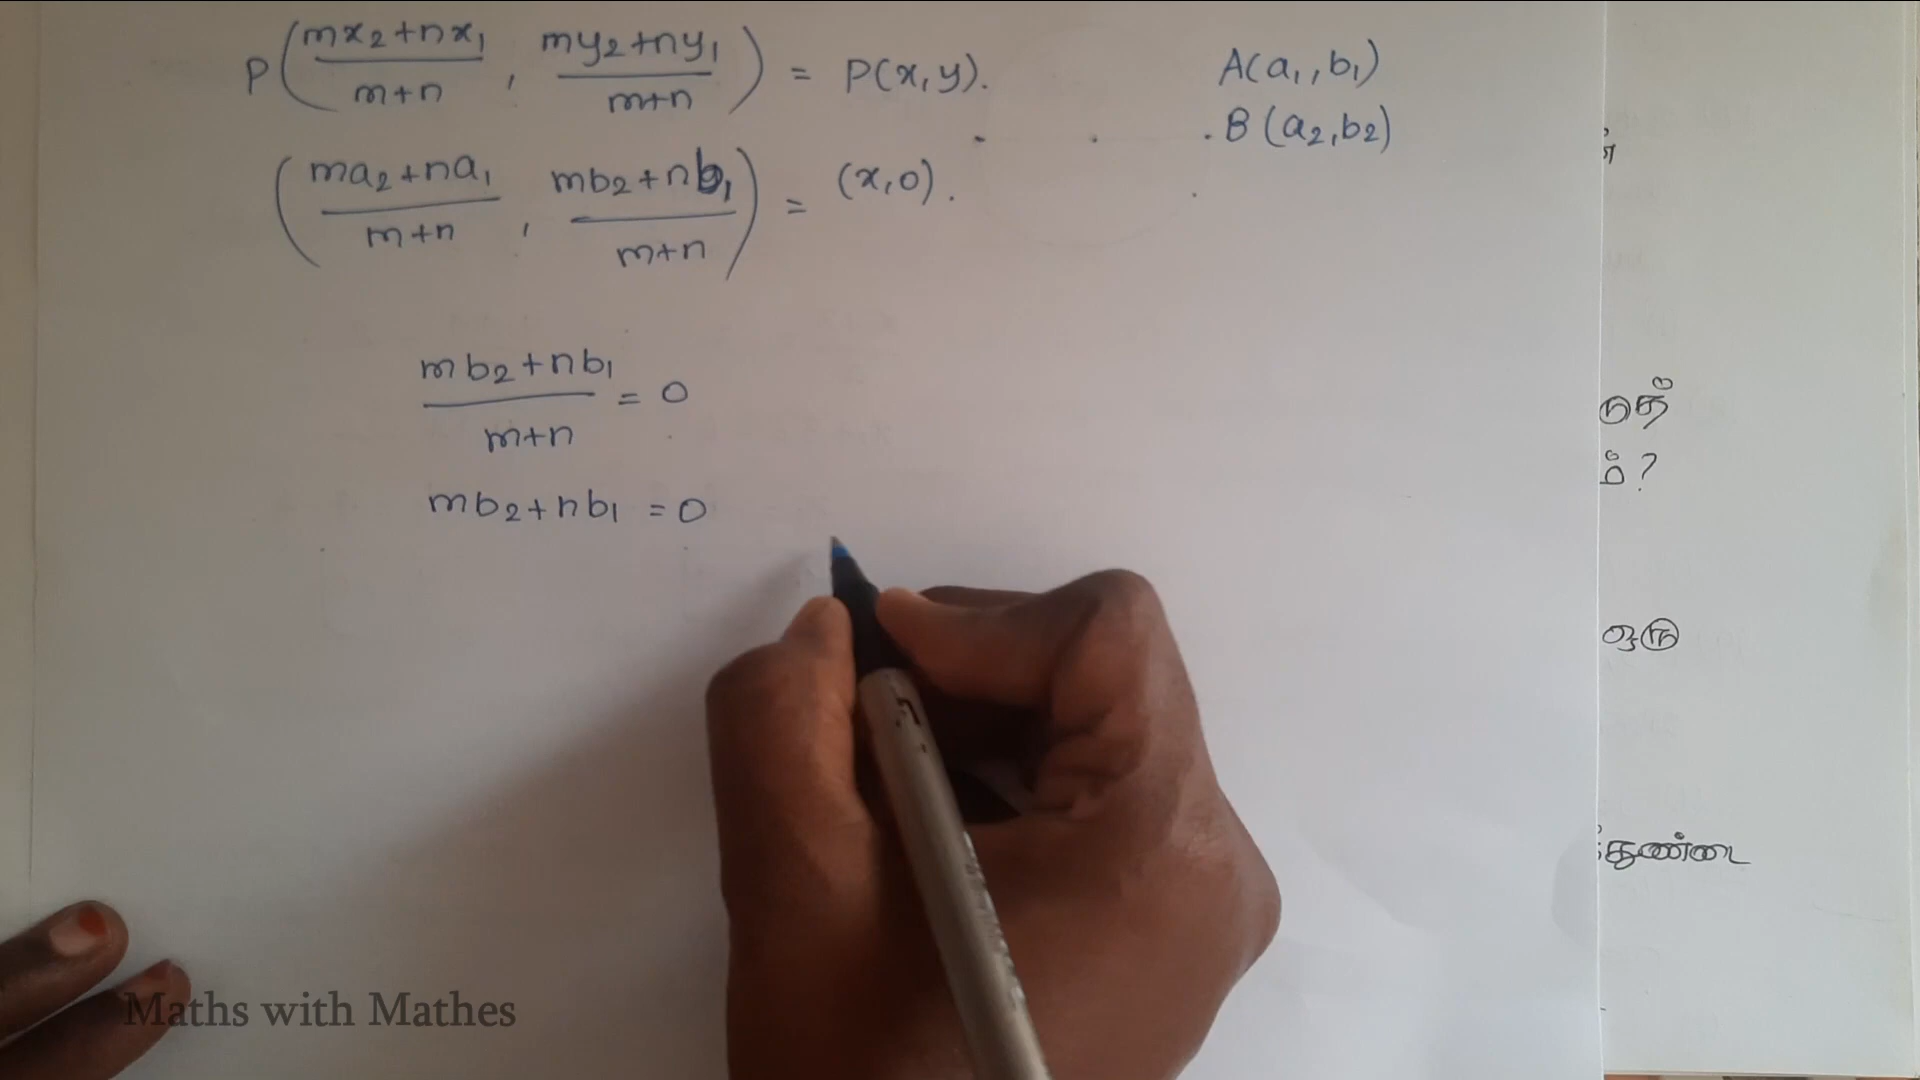 P((mx₂+nx₁)/(m+n), (my₂+ny₁)/(m+n)) = P(x,y).
A(a₁,b₁)
B(a₂,b₂)
((ma₂+na₁)/(m+n), (mb₂+nb₁)/(m+n)) = (x,0).
(mb₂+nb₁)/(m+n) = 0
mb₂+nb₁ = 0
ஒரு
Maths with Mathes